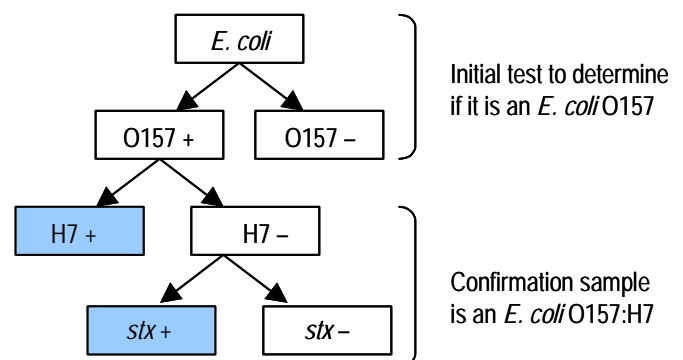 E. coli
Initial test to determine
if it is an E. coli O157
O157 +
O157 –
H7 +
H7 –
Confirmation sample
is an E. coli O157:H7
stx +
stx –